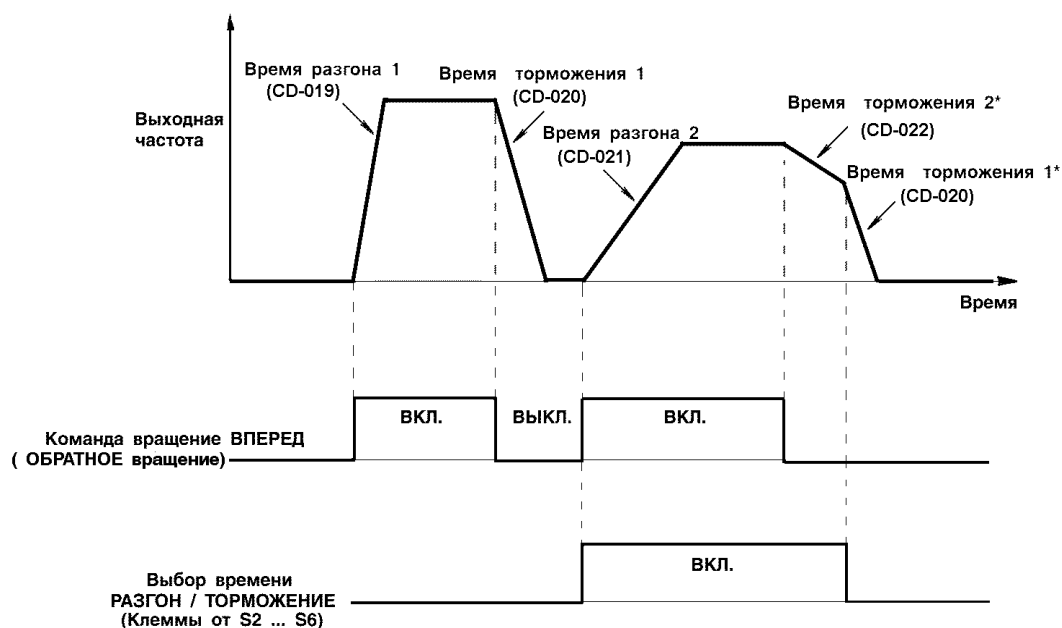 Время разгона 1
(CD-019)
Время торможения 1
(CD-020)
Время торможения 2*
(CD-022)
Выходная
частота
Время разгона 2
(CD-021)
Время торможения 1*
(CD-020)
Время
ВКЛ.
ВЫКЛ.
ВКЛ.
Команда вращение ВПЕРЕД
( ОБРАТНОЕ вращение)
ВКЛ.
Выбор времени
РАЗГОН / ТОРМОЖЕНИЕ
(Клеммы от S2 ... S6)